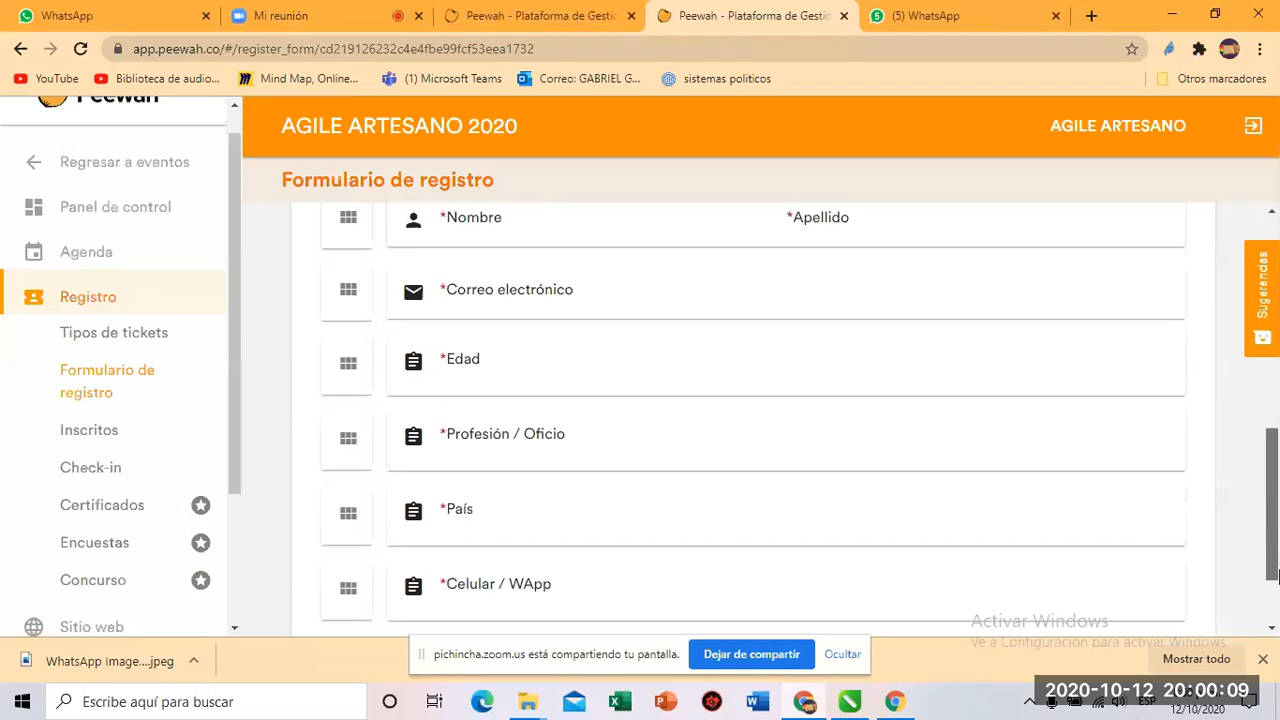 WhatsApp
Mi reunión
Peewah - Plataforma de Gestio
Peewah - Plataforma de Gestio
(5) WhatsApp
app.peewah.co/#/register_form/cd219126232c4e4fbe99fcf53eea1732
YouTube
Biblioteca de audio...
Mind Map, Online...
(1) Microsoft Teams
Correo: GABRIEL G...
sistemas politicos
Otros marcadores
Peewah
AGILE ARTESANO 2020
AGILE ARTESANO
Formulario de registro
Regresar a eventos
Panel de control
Agenda
Registro
Tipos de tickets
Formulario de
registro
Inscritos
Check-in
Certificados
Encuestas
Concurso
Sitio web
*Nombre
*Apellido
*Correo electrónico
*Edad
*Profesión / Oficio
*País
*Celular / WApp
Sugerencias
Activar Windows
Ve a Configuración para activar Windows.
WhatsApp Image....jpeg
pichincha.zoom.us está compartiendo tu pantalla.
Dejar de compartir
Ocultar
Mostrar todo
Escribe aquí para buscar
ESP
2020-10-12 20:00:09
12/10/2020